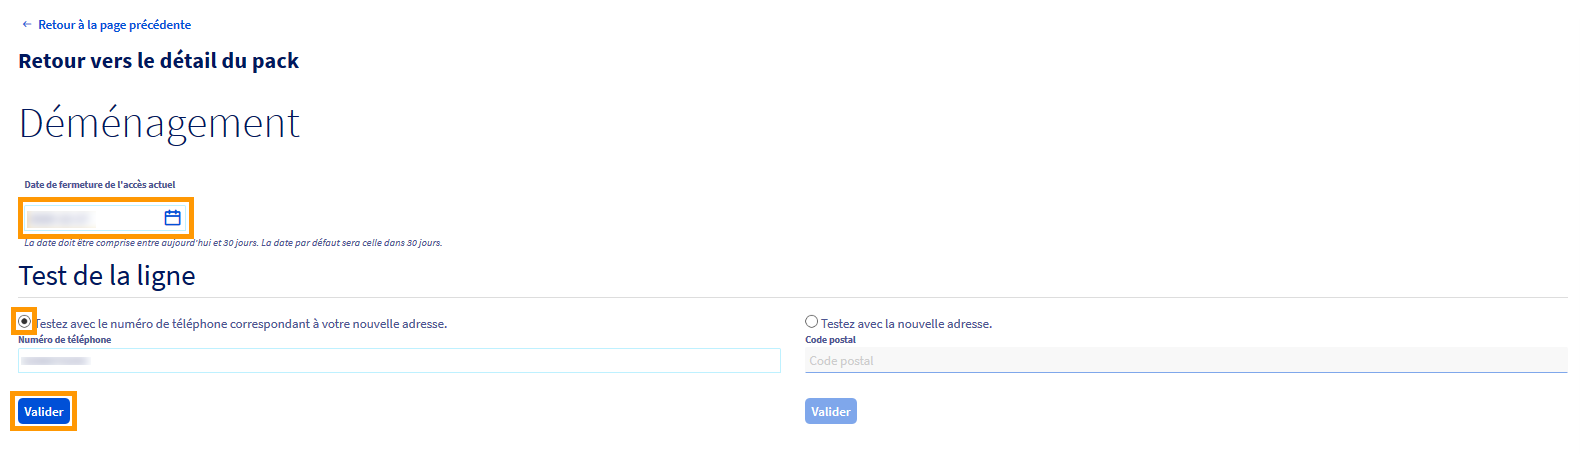 ← Retour à la page précédente
Retour vers le détail du pack
Déménagement
Date de fermeture de l'accès actuel
La date doit être comprise entre aujourd'hui et 30 jours. La date par défaut sera celle dans 30 jours.
Test de la ligne
Testez avec le numéro de téléphone correspondant à votre nouvelle adresse.
Numéro de téléphone
Valider
Testez avec la nouvelle adresse.
Code postal
Code postal
Valider